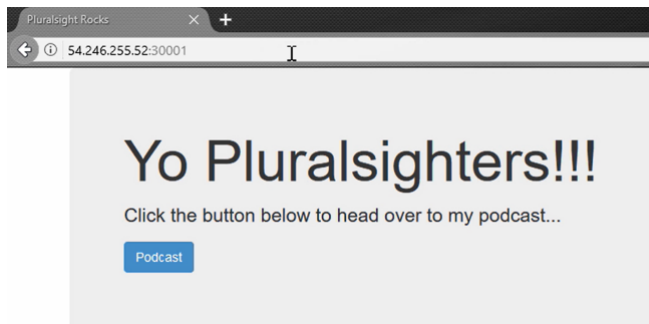 Pluralsight Rocks
54.246.255.52:30001
Yo Pluralsighters!!!
Click the button below to head over to my podcast...
Podcast